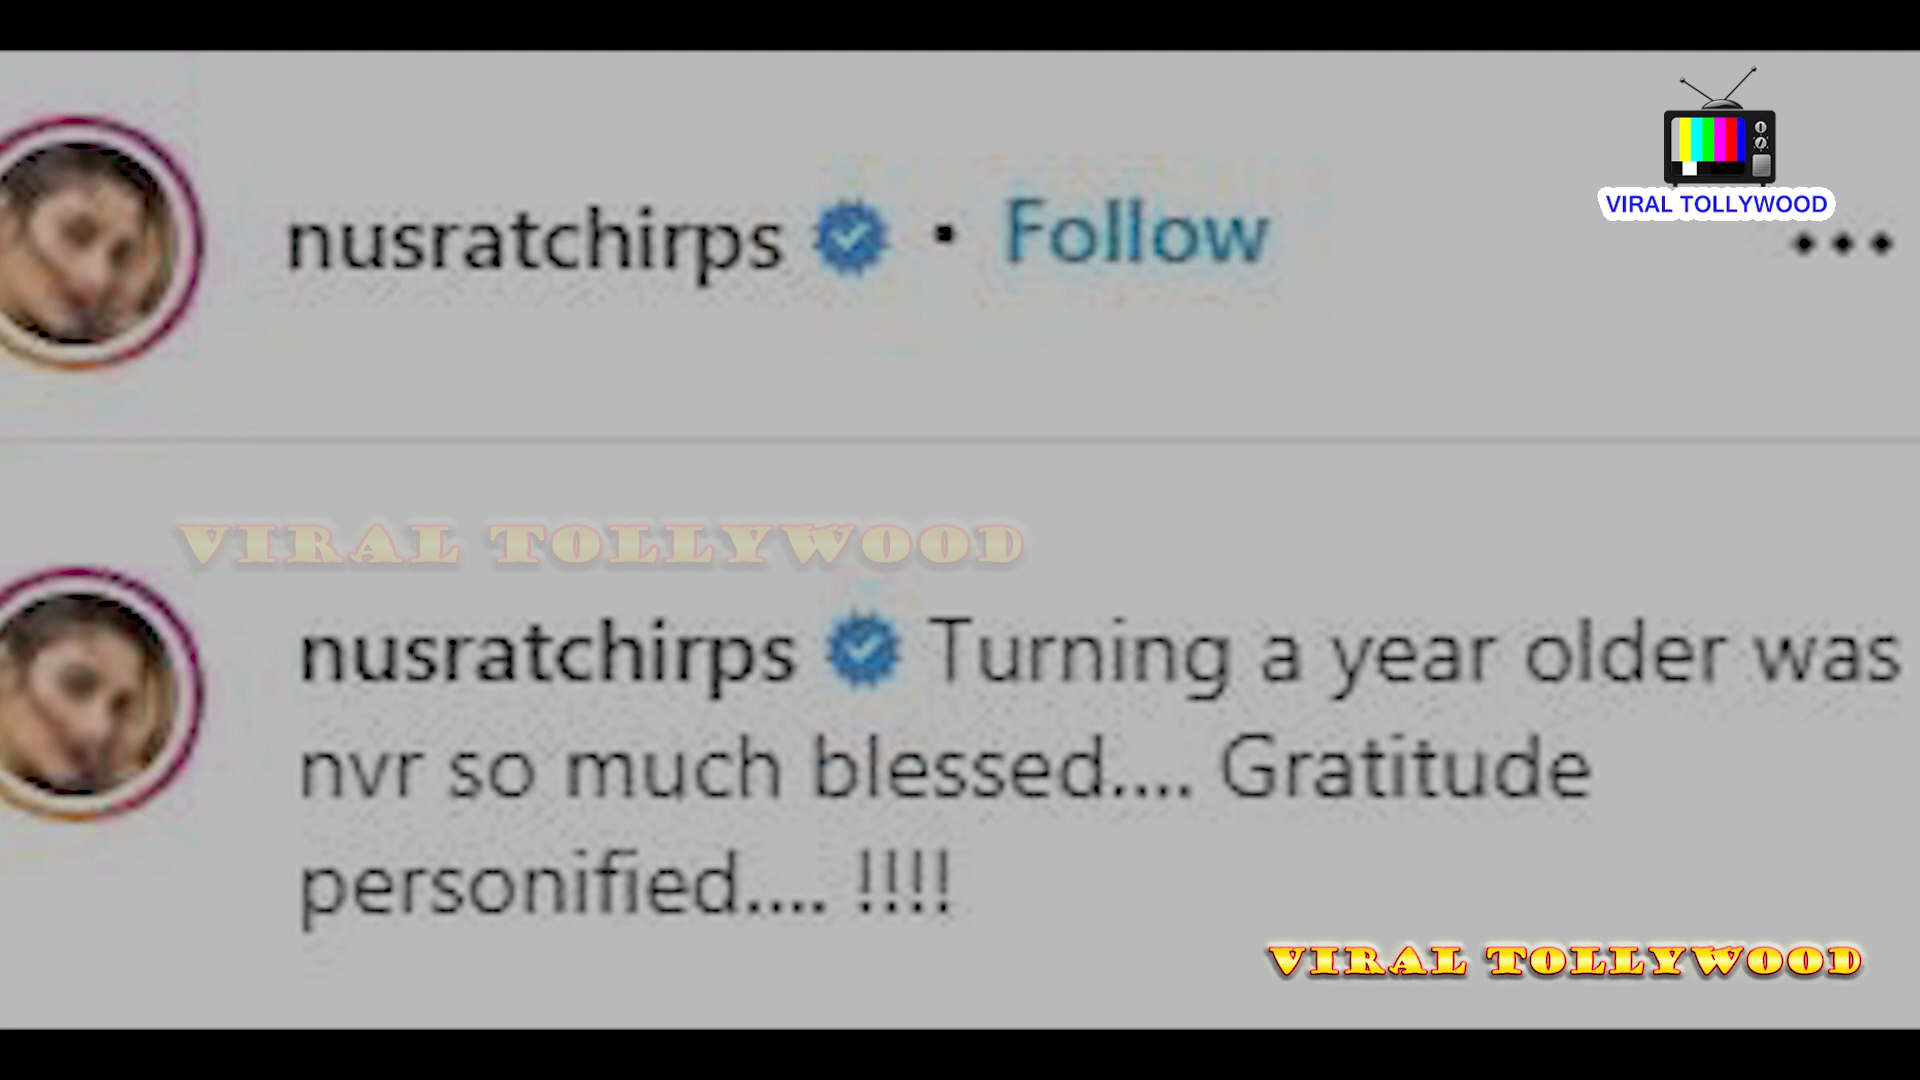 VIRAL TOLLYWOOD
nusratchirps • Follow
VIRAL TOLLYWOOD
nusratchirps Turning a year older was
nvr so much blessed.... Gratitude
personified.... !!!!
VIRAL TOLLYWOOD